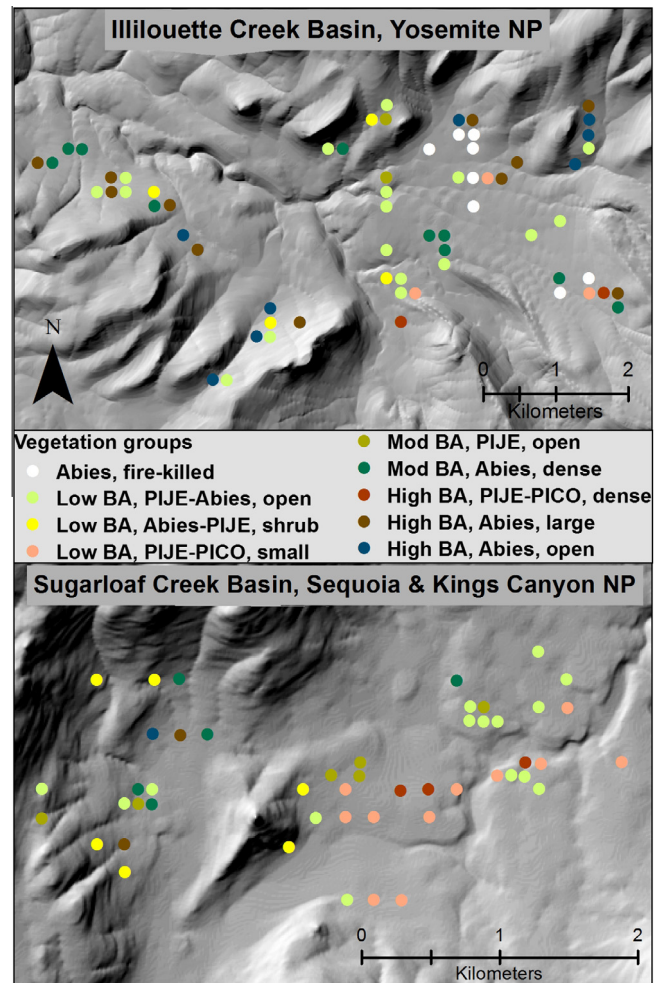 Illilouette Creek Basin, Yosemite NP
N
0 1 2
Kilometers
Vegetation groups
Abies, fire-killed
Low BA, PIJE-Abies, open
Low BA, Abies-PIJE, shrub
Low BA, PIJE-PICO, small
Mod BA, PIJE, open
Mod BA, Abies, dense
High BA, PIJE-PICO, dense
High BA, Abies, large
High BA, Abies, open
Sugarloaf Creek Basin, Sequoia & Kings Canyon NP
0 1 2
Kilometers